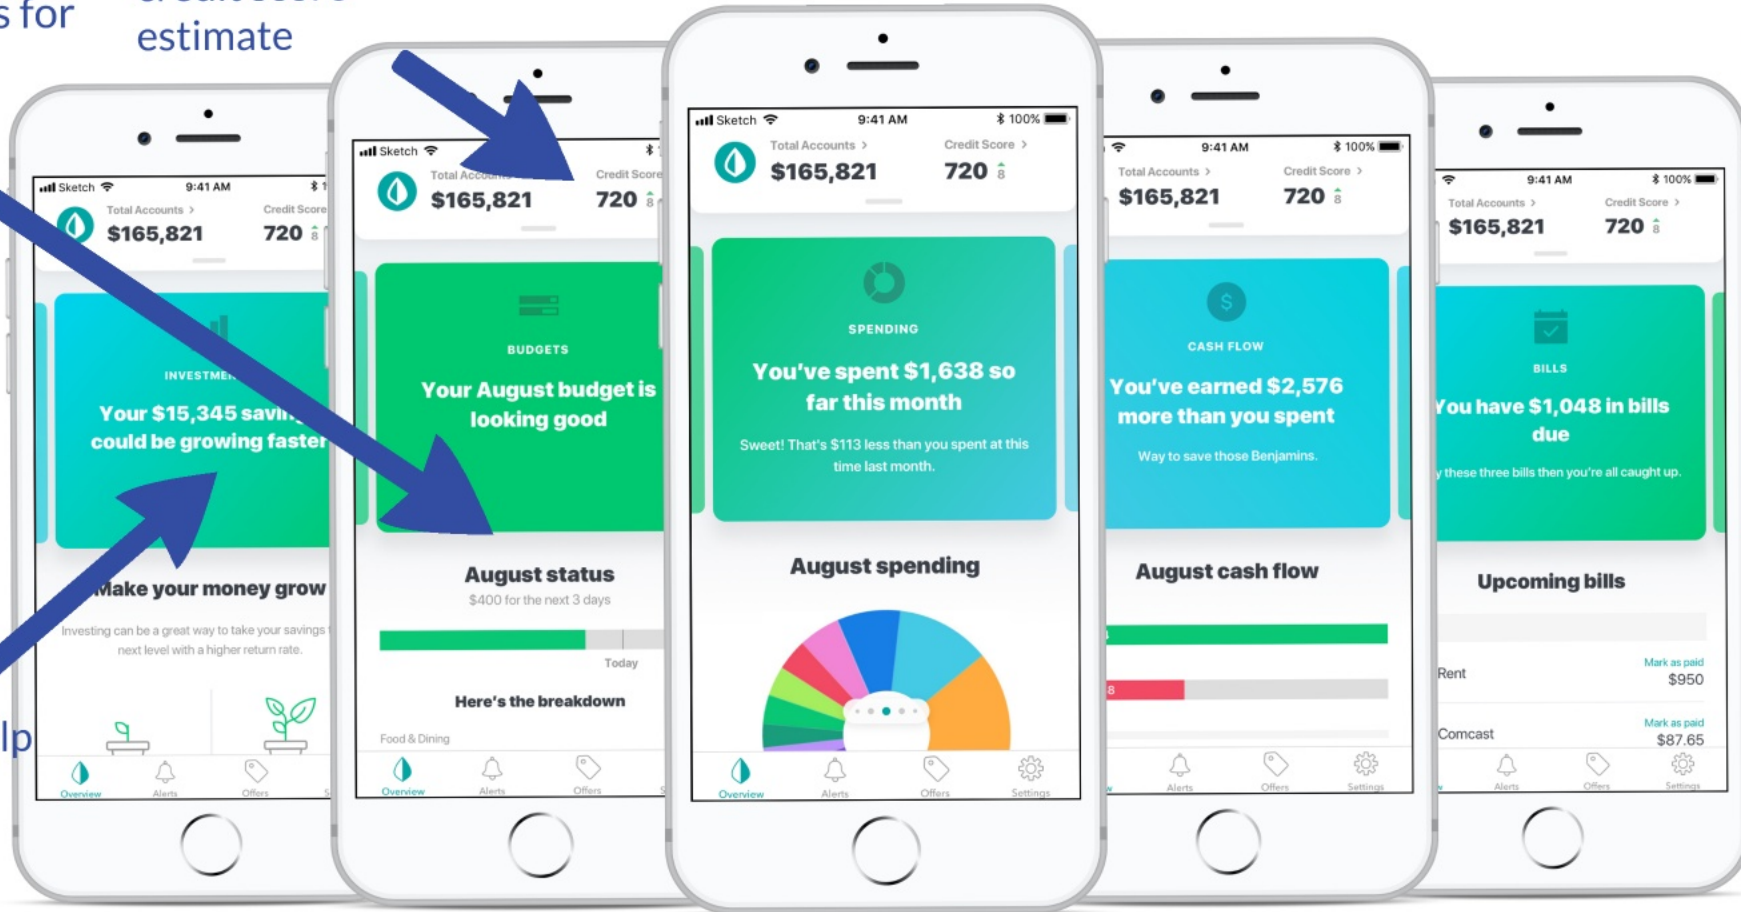 s for
estimate
lp
Sketch
9:41 AM
Total Accounts >
Credit Score
$165,821
720
8
INVESTME
Your $15,345 savin
could be growing faster
Make your money grow
Investing can be a great way to take your savings
next level with a higher return rate.
Overview
Alerts
Offers
Sketch
Total Accou
Credit Score
$165,821
720
8
BUDGETS
Your August budget is
looking good
August status
$400 for the next 3 days
Today
Here's the breakdown
Food & Dining
Overview
Alerts
Offers
Sketch
9:41 AM
100%
Total Accounts >
Credit Score >
$165,821
720
8
SPENDING
You've spent $1,638 so
far this month
Sweet! That's $113 less than you spent at this
time last month.
August spending
Overview
Alerts
Offers
Settings
9:41 AM
100%
Total Accounts >
Credit Score >
$165,821
720
8
CASH FLOW
You've earned $2,576
more than you spent
Way to save those Benjamins.
August cash flow
8
Alerts
Offers
Settings
9:41 AM
100%
Total Accounts >
Credit Score >
$165,821
720
8
BILLS
You have $1,048 in bills
due
y these three bills then you're all caught up.
Upcoming bills
Mark as paid
Rent
$950
Mark as paid
Comcast
$87.65
Alerts
Offers
Settings